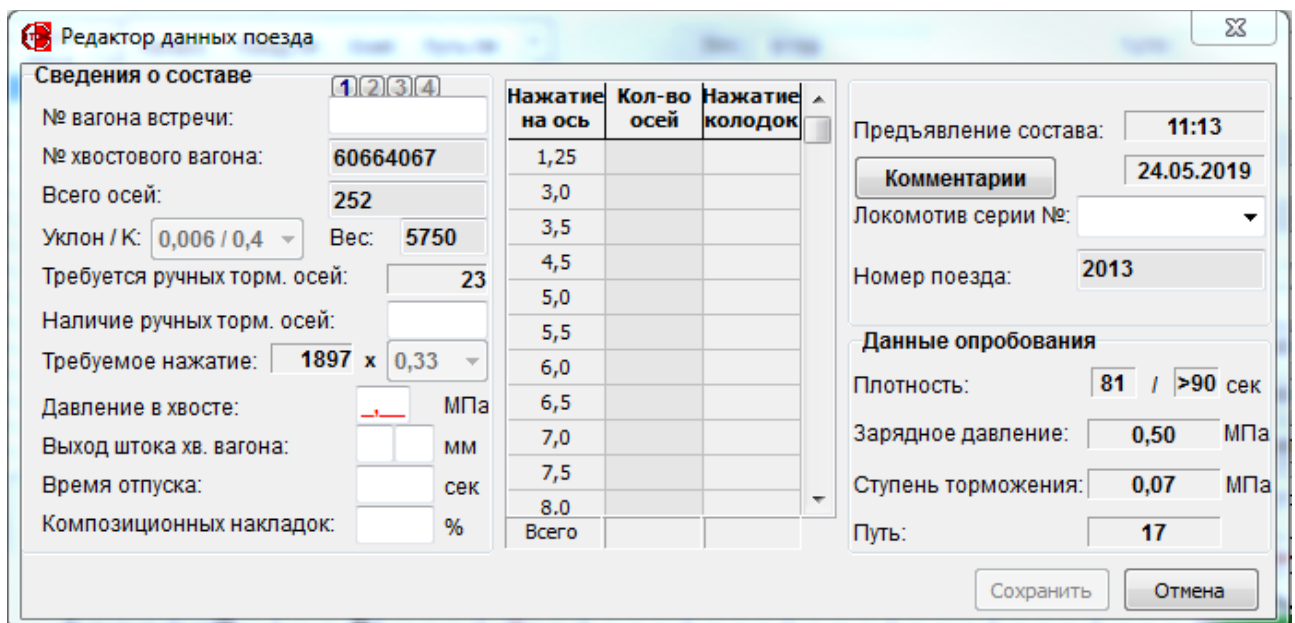 Редактор данных поезда
Сведения о составе
1 2 3 4
№ вагона встречи:
№ хвостового вагона: 60664067
Всего осей: 252
Уклон / К: 0,006 / 0,4 Вес: 5750
Требуется ручных торм. осей: 23
Наличие ручных торм. осей:
Требуемое нажатие: 1897 х 0,33
Давление в хвосте: _,__ МПа
Выход штока хв. вагона: мм
Время отпуска: сек
Композиционных накладок: %
Нажатие на ось Кол-во осей Нажатие колодок
1,25
3,0
3,5
4,5
5,0
5,5
6,0
6,5
7,0
7,5
8.0
Всего
Предъявление состава: 11:13
Комментарии 24.05.2019
Локомотив серии №:
Номер поезда: 2013
Данные опробования
Плотность: 81 / >90 сек
Зарядное давление: 0,50 МПа
Ступень торможения: 0,07 МПа
Путь: 17
Сохранить Отмена